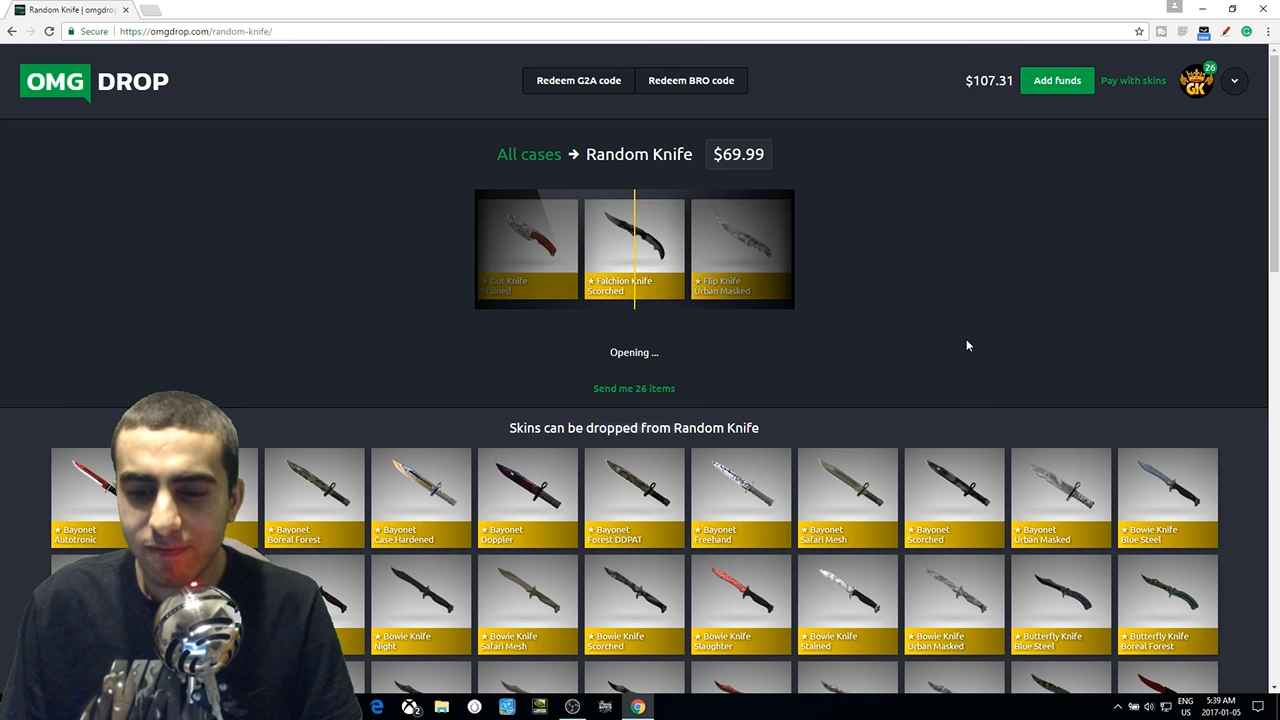 Random Knife | omgdrop
Secure
https://omgdrop.com/random-knife/
new
OMG DROP
Redeem G2A code
Redeem BRO code
$107.31
Add funds
Pay with skins
GK
26
All cases → Random Knife $69.99
★ Gut Knife
Stained
★ Falchion Knife
Scorched
★ Flip Knife
Urban Masked
Opening ...
Send me 26 items
Skins can be dropped from Random Knife
★ Bayonet
Autotronic
★ Bayonet
Boreal Forest
★ Bayonet
Case Hardened
★ Bayonet
Doppler
★ Bayonet
Forest DDPAT
★ Bayonet
Freehand
★ Bayonet
Safari Mesh
★ Bayonet
Scorched
★ Bayonet
Urban Masked
★ Bowie Knife
Blue Steel
★ Bowie Knife
Night
★ Bowie Knife
Safari Mesh
★ Bowie Knife
Scorched
★ Bowie Knife
Slaughter
★ Bowie Knife
Stained
★ Bowie Knife
Urban Masked
★ Butterfly Knife
Blue Steel
★ Butterfly Knife
Boreal Forest
2
ENG
US
5:39 AM
2017-01-05